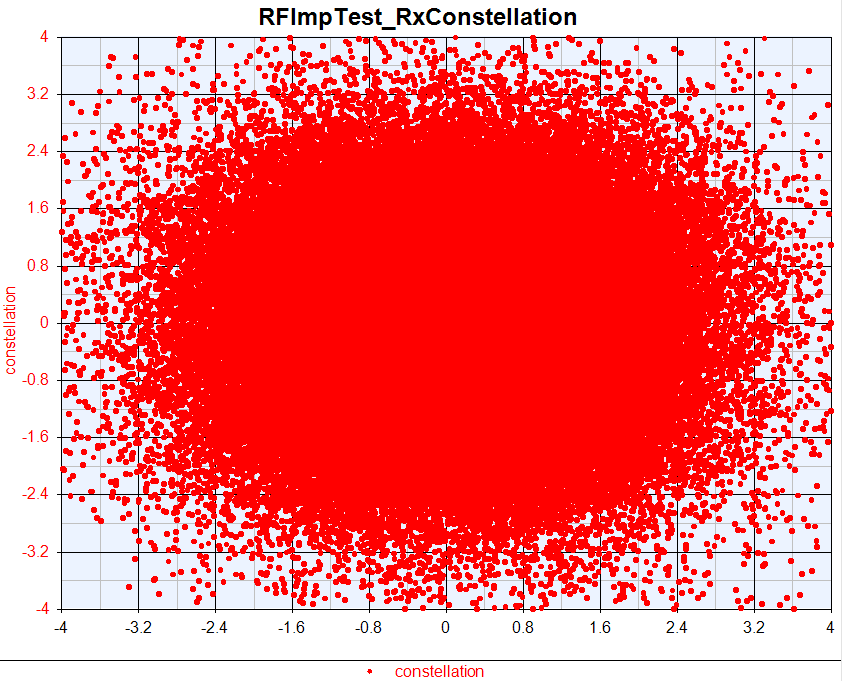 RFImpTest_RxConstellation
4
3.2
2.4
1.6
0.8
0
-0.8
-1.6
-2.4
-3.2
-4
constellation
-4 -3.2 -2.4 -1.6 -0.8 0 0.8 1.6 2.4 3.2 4
constellation